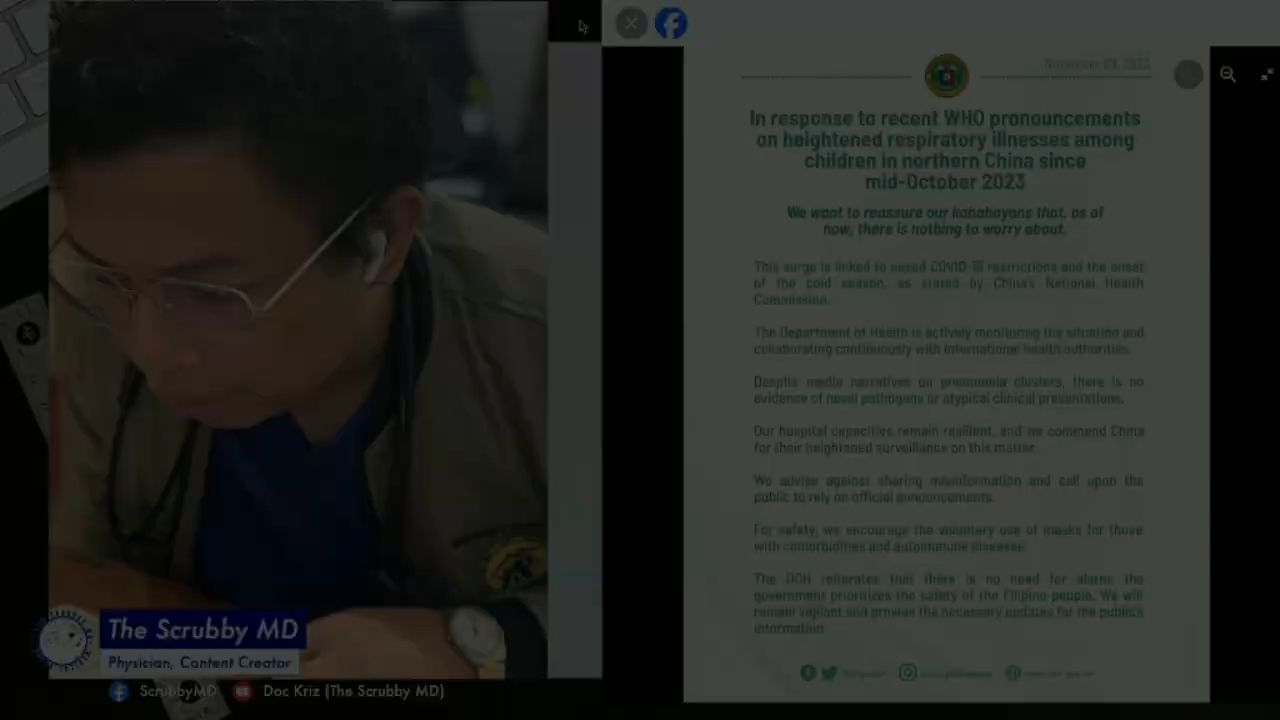 The Scrubby MD
Physician, Content Creator
ScrubbyMD
Doc Kriz (The Scrubby MD)
In response to recent WHO pronouncements
on heightened respiratory illnesses among
children in northern China since
mid-October 2023
We want to reassure our kababayans that, as of
now, there is nothing to worry about.
This surge is linked to eased COVID-19 restrictions and the onset
of the cold season, as stated by China's National Health
Commission.
The Department of Health is actively monitoring the situation and
collaborating continuously with international health authorities.
Despite media narratives on pneumonia clusters, there is no
evidence of novel pathogens or atypical clinical presentations.
Our hospital capacities remain resilient, and we commend China
for their heightened surveillance on this matter.
We advise against sharing misinformation and call upon the
public to rely on official announcements.
For safety, we encourage the voluntary use of masks for those
with comorbidities and autoimmune diseases.
The DOH reiterates that there is no need for alarm; the
government prioritizes the safety of the Filipino people. We will
remain vigilant and provide the necessary updates for the public's
information.